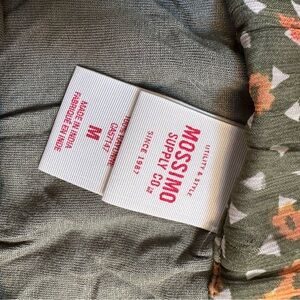 UTILITY & STYLE
MOSSIMO
SUPPLY CO.
SINCE 1987
M
MADE IN INDIA
FABRIQUÉ EN INDE